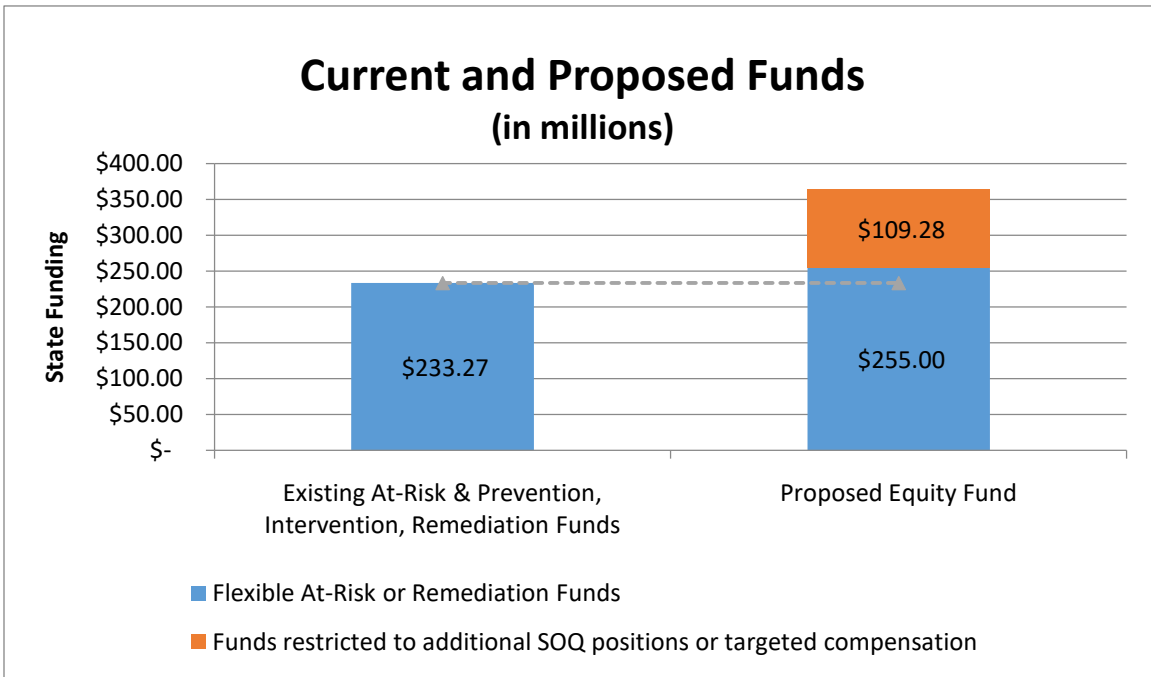 Current and Proposed Funds
(in millions)
$400.00
$350.00
$300.00
$250.00
$200.00
$150.00
$100.00
$50.00
$-
State Funding
$109.28
$233.27
$255.00
Existing At-Risk & Prevention,
Intervention, Remediation Funds
Proposed Equity Fund
Flexible At-Risk or Remediation Funds
Funds restricted to additional SOQ positions or targeted compensation